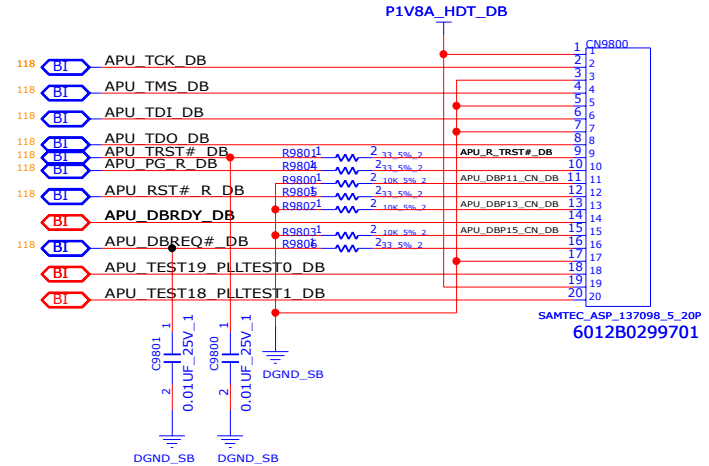 P1V8A_HDT_DB
CN9800
1 1
118 BI APU_TCK_DB 2 2
3 3
118 BI APU_TMS_DB 4 4
5 5
118 BI APU_TDI_DB 6 6
7 7
118 BI APU_TDO_DB 8 8
118 BI APU_TRST#_DB R9801 1 2 33_5%_2 APU_R_TRST#_DB 9 9
118 BI APU_PG_R_DB R9804 1 2 33_5%_2 10 10
R9800 1 2 10K_5%_2 APU_DBP11_CN_DB 11 11
118 BI APU_RST#_R_DB R9805 1 2 33_5%_2 12 12
R9802 1 2 10K_5%_2 APU_DBP13_CN_DB 13 13
BI APU_DBRDY_DB 14 14
R9803 1 2 10K_5%_2 APU_DBP15_CN_DB 15 15
118 BI APU_DBREQ#_DB R9806 1 2 33_5%_2 16 16
17 17
BI APU_TEST19_PLLTEST0_DB 18 18
19 19
BI APU_TEST18_PLLTEST1_DB 20 20
SAMTEC_ASP_137098_5_20P
6012B0299701
C9801 1 2 0.01UF_25V_1
C9800 1 2 0.01UF_25V_1
DGND_SB
DGND_SB DGND_SB